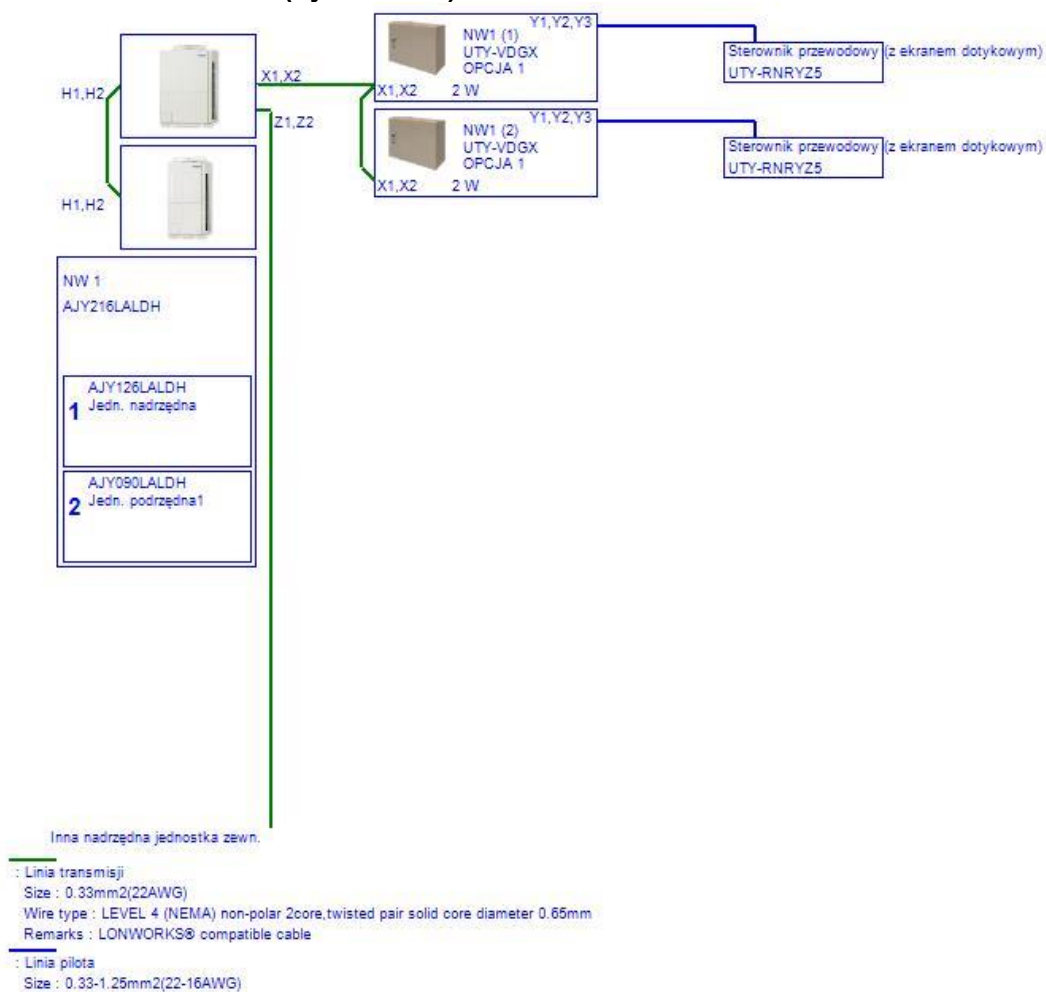 Y1,Y2,Y3
NW1 (1)
UTY-VDGX
OPCJA 1
X1,X2
2 W
Sterownik przewodowy (z ekranem dotykowym)
UTY-RNRYZ5
H1,H2
X1,X2
Z1,Z2
Y1,Y2,Y3
NW1 (2)
UTY-VDGX
OPCJA 1
X1,X2
2 W
Sterownik przewodowy (z ekranem dotykowym)
UTY-RNRYZ5
H1,H2
NW 1
AJY216LALDH
AJY126LALDH
1 Jedn. nadrzędna
AJY090LALDH
2 Jedn. podrzędna1
Inna nadrzędna jednostka zewn.
: Linia transmisji
Size : 0.33mm2(22AWG)
Wire type : LEVEL 4 (NEMA) non-polar 2core,twisted pair solid core diameter 0.65mm
Remarks : LONWORKS® compatible cable
: Linia pilota
Size : 0.33-1.25mm2(22-16AWG)